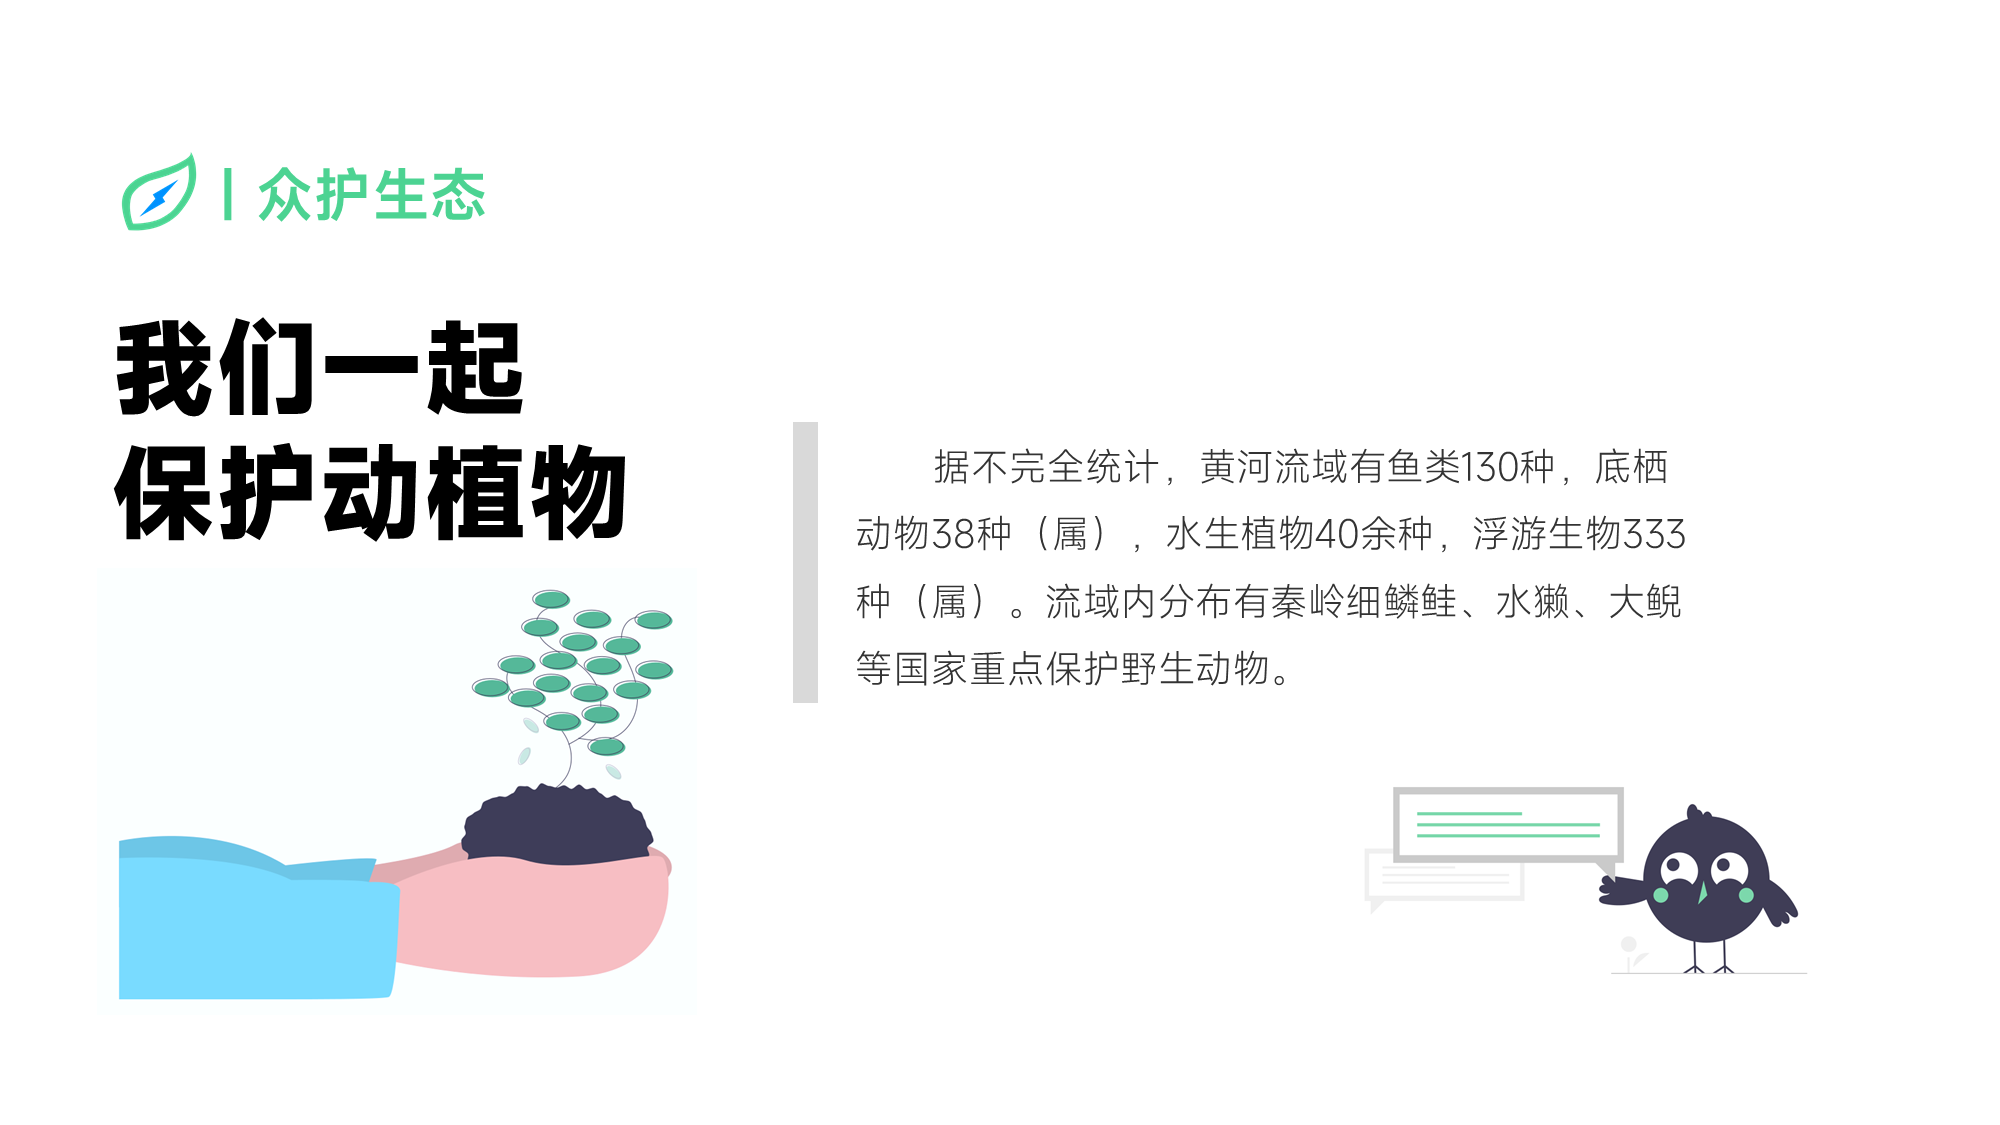 众护生态
我们一起
保护动植物
据不完全统计，黄河流域有鱼类130种，底栖
动物38种（属），水生植物40余种，浮游生物333
种（属）。流域内分布有秦岭细鳞鲑、水獭、大鲵
等国家重点保护野生动物。